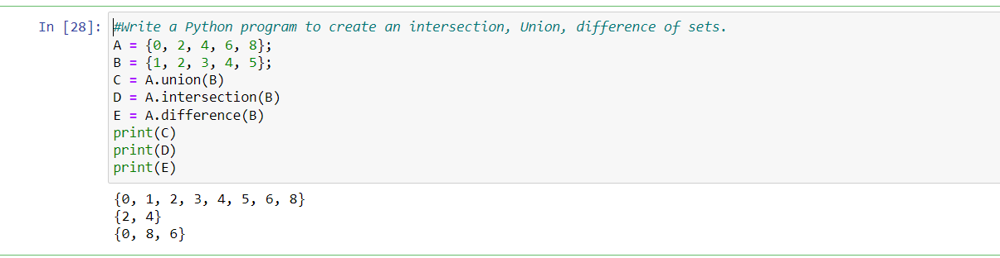 In [28]: #Write a Python program to create an intersection, Union, difference of sets.
A = {0, 2, 4, 6, 8};
B = {1, 2, 3, 4, 5};
C = A.union(B)
D = A.intersection(B)
E = A.difference(B)
print(C)
print(D)
print(E)
{0, 1, 2, 3, 4, 5, 6, 8}
{2, 4}
{0, 8, 6}